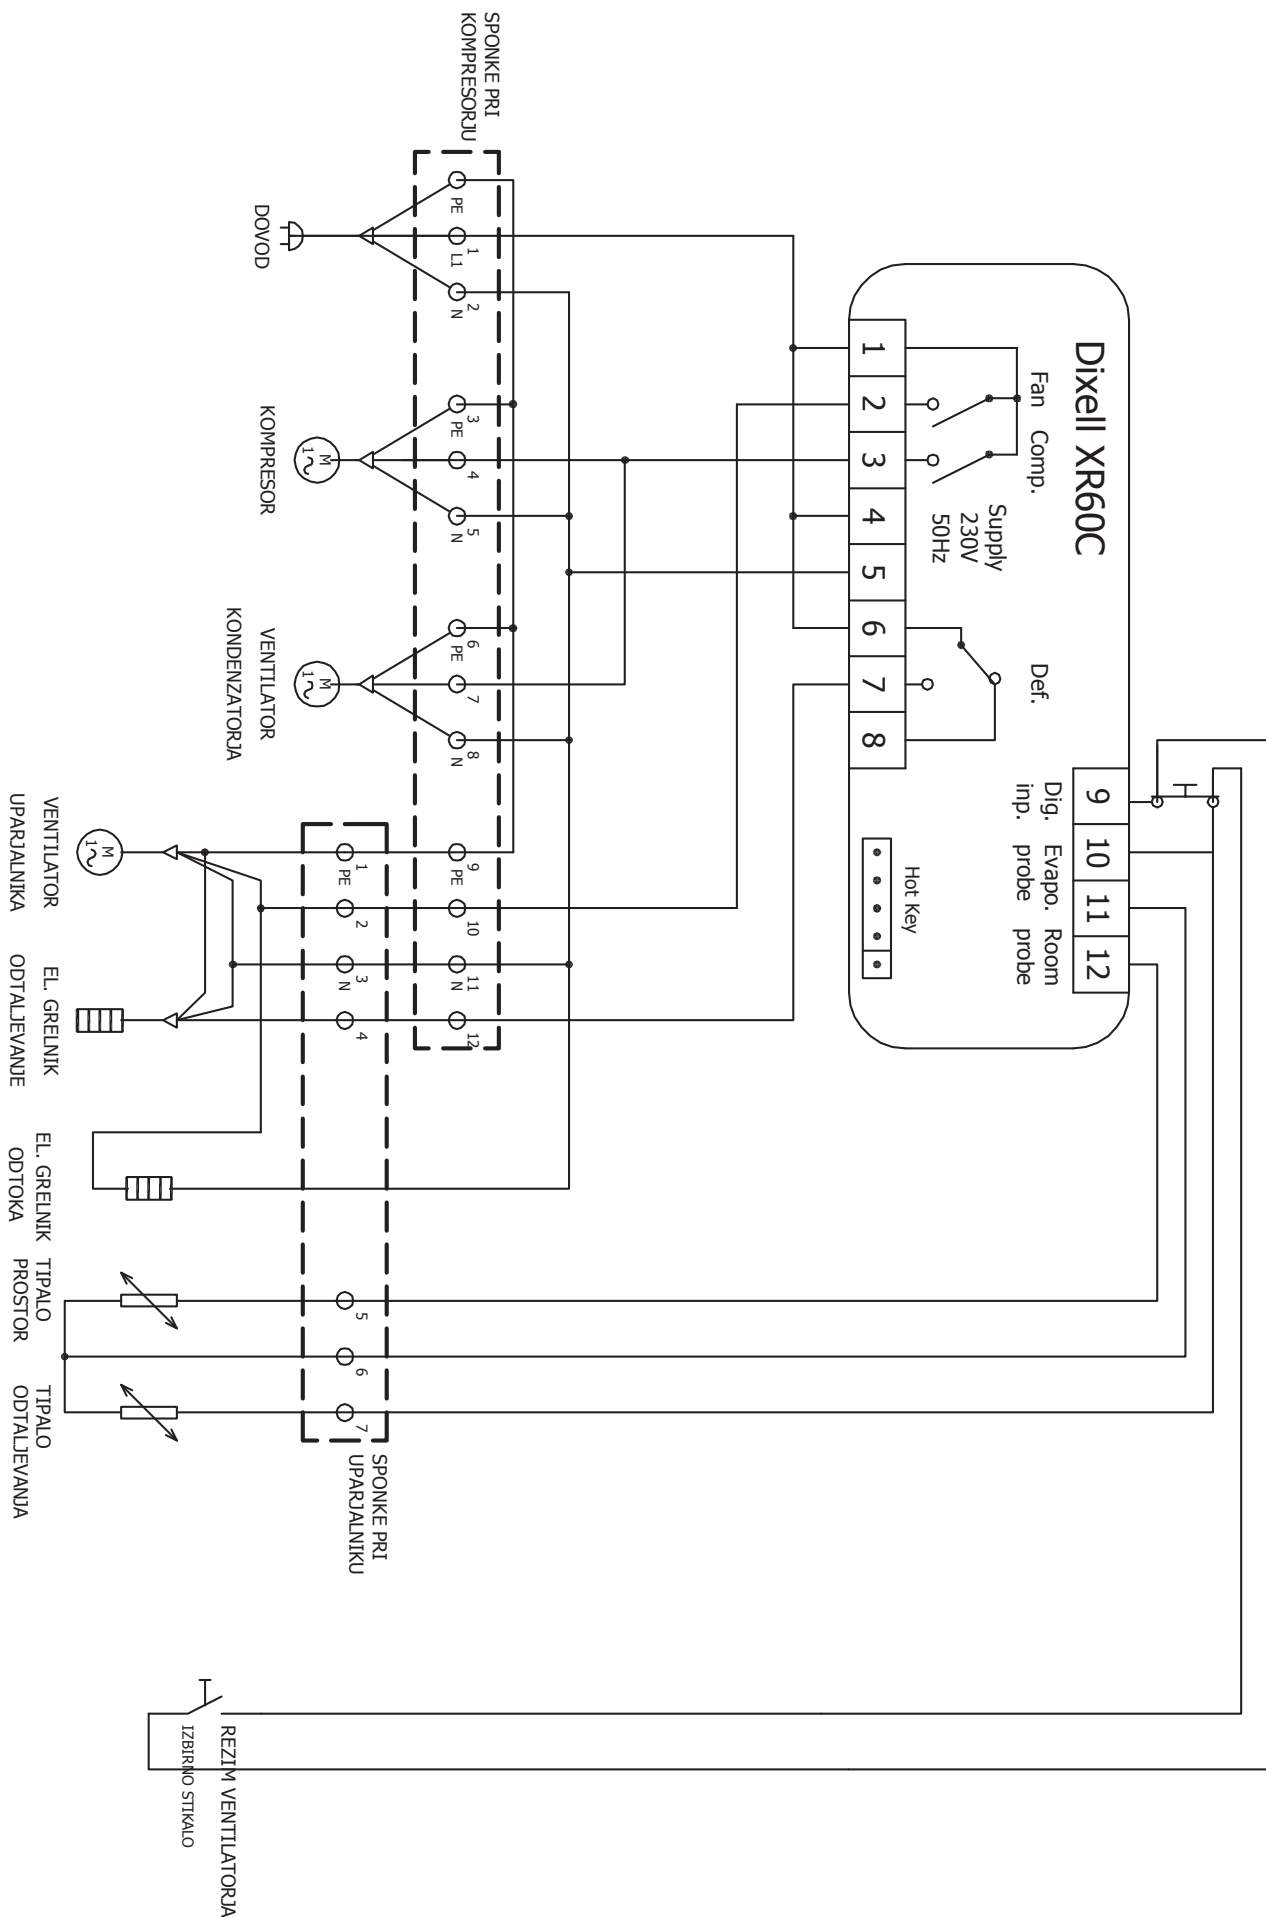 Dixell XR60C
Fan
Comp.
Supply
230V
50Hz
Def.
Dig.
inp.
Evapo.
probe
Room
probe
1
2
3
4
5
6
7
8
9
10
11
12
Hot Key
SPONKE PRI
KOMPRESORJU
PE
1
L1
2
N
3
PE
4
5
N
6
PE
7
8
N
9
PE
10
11
N
12
1
PE
2
3
N
4
5
6
7
SPONKE PRI
UPARJALNIKU
DOVOD
M
1
KOMPRESOR
M
1
VENTILATOR
KONDENZATORJA
M
1
VENTILATOR
UPARJALNIKA
EL. GRELNIK
ODTALJEVANJE
EL. GRELNIK
ODTOKA
TIPALO
PROSTOR
TIPALO
ODTALJEVANJA
REZIM VENTILATORJA
IZBIRNO STIKALO